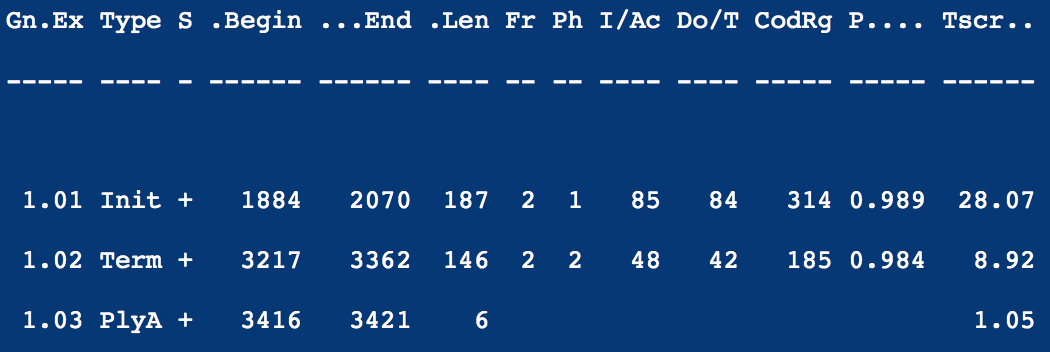 Gn.Ex Type S .Begin ...End .Len Fr Ph I/Ac Do/T CodRg P.... Tscr..
----- ---- - ------ ------ ---- -- -- ---- ---- ----- ----- ------
1.01 Init + 1884 2070 187 2 1 85 84 314 0.989 28.07
1.02 Term + 3217 3362 146 2 2 48 42 185 0.984 8.92
1.03 PlyA + 3416 3421 6 1.05